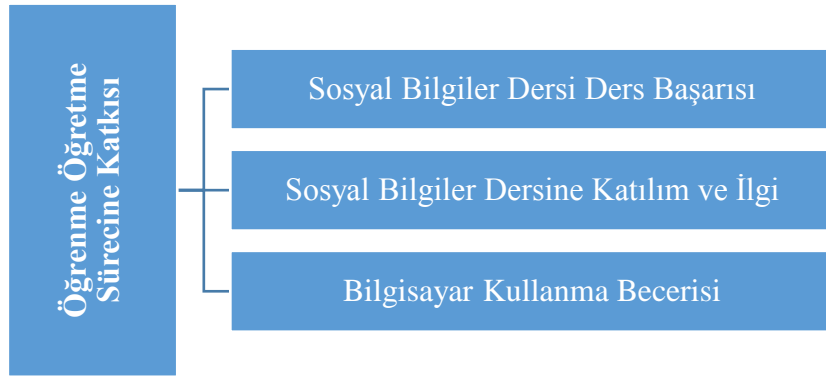 Öğrenme Öğretme
Sürecine Katkısı
Sosyal Bilgiler Dersi Ders Başarısı
Sosyal Bilgiler Dersine Katılım ve İlgi
Bilgisayar Kullanma Becerisi